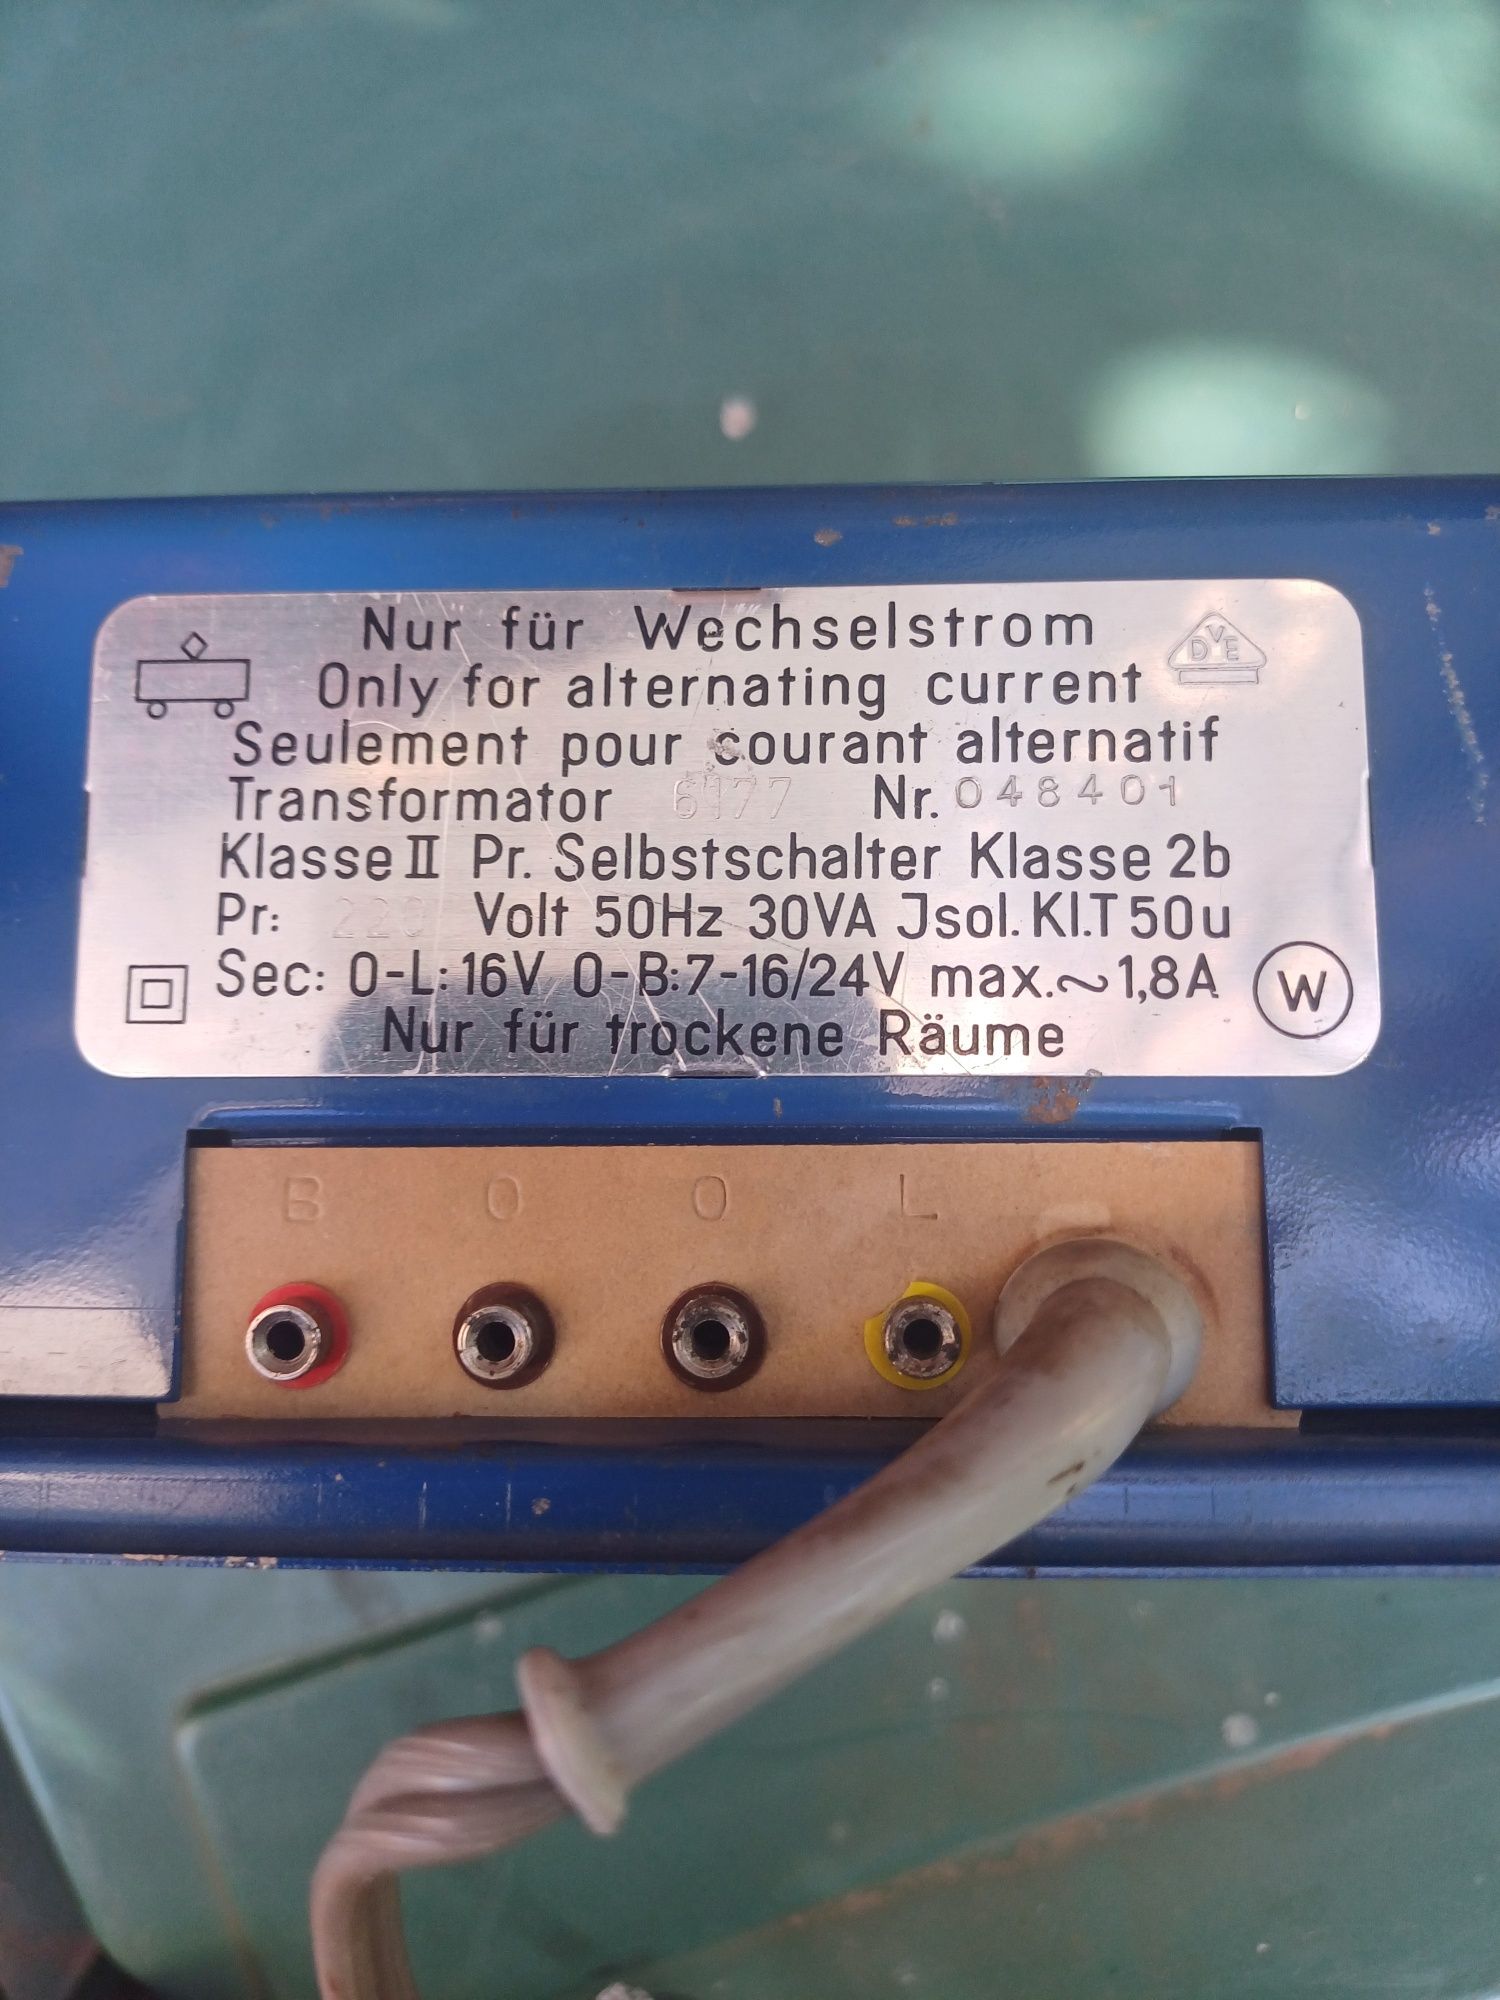 Nur für Wechselstrom
DVE
Only for alternating current
Seulement pour courant alternatif
Transformator 6177 Nr. 048401
Klasse II Pr. Selbstschalter Klasse 2b
Pr: 220 Volt 50Hz 30VA Jsol. Kl. T 50u
Sec: 0-L: 16V 0-B: 7-16/24V max. ~ 1,8A
W
Nur für trockene Räume
B 0 0 L